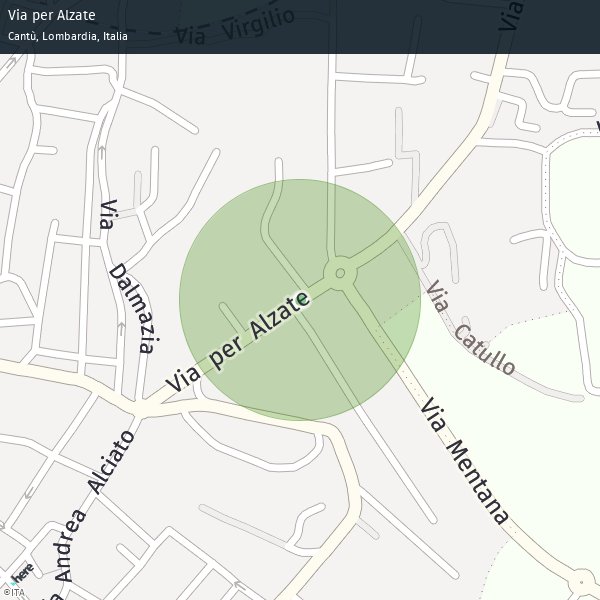 Via per Alzate
Cantù, Lombardia, Italia
Via Virgilio
Via
Via Dalmazia
Via per Alzate
Via Catullo
Via Mentana
Andrea Alciato
here
©ITA